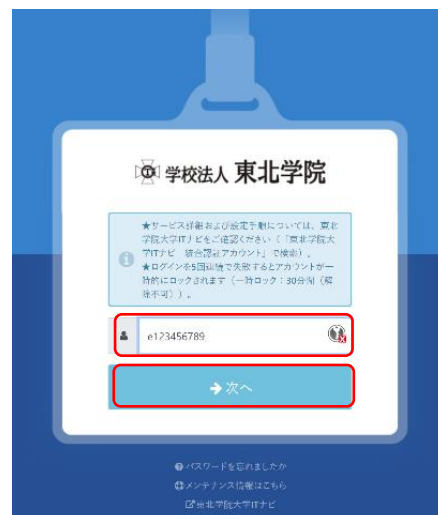 学校法人 東北学院
★サービス詳細および設定手順については、東北
学院大学ITナビをご確認ください（「東北学院大
学ITナビ 統合認証アカウント」で検索）。
★ログインを5回連続で失敗するとアカウントが一
時的にロックされます（一時ロック：30分間（解
除不可））。
e123456789
次へ
パスワードを忘れましたか
メンテナンス情報はこちら
東北学院大学ITナビ